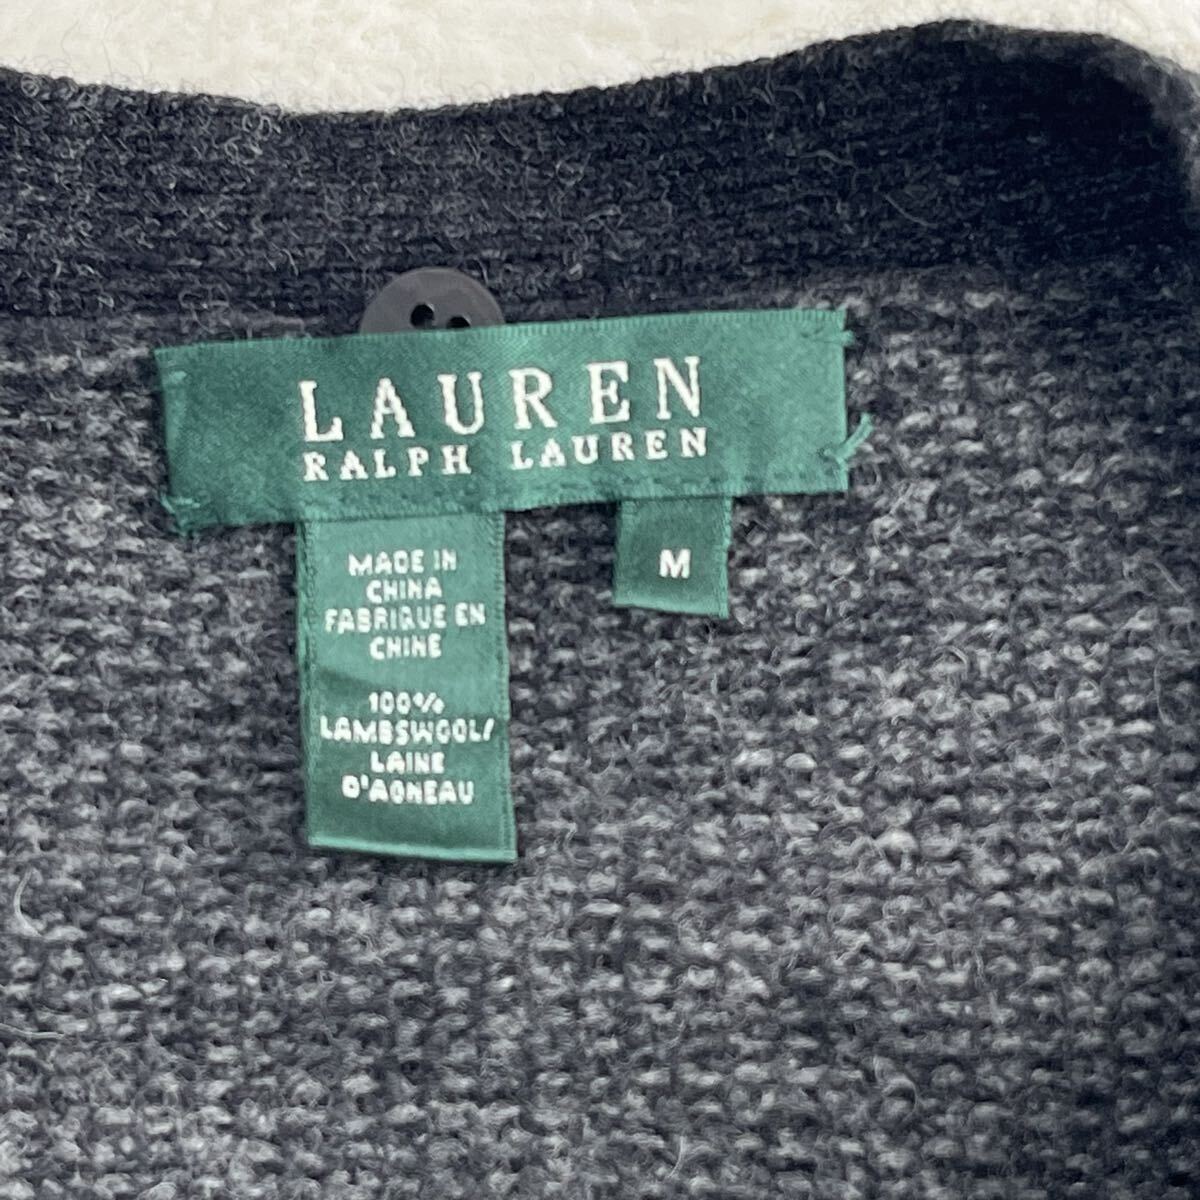 LAUREN
RALPH LAUREN
M
MADE IN
CHINA
FABRIQUE EN
CHINE
100%
LAMBSWOOL/
LAINE
D'AGNEAU